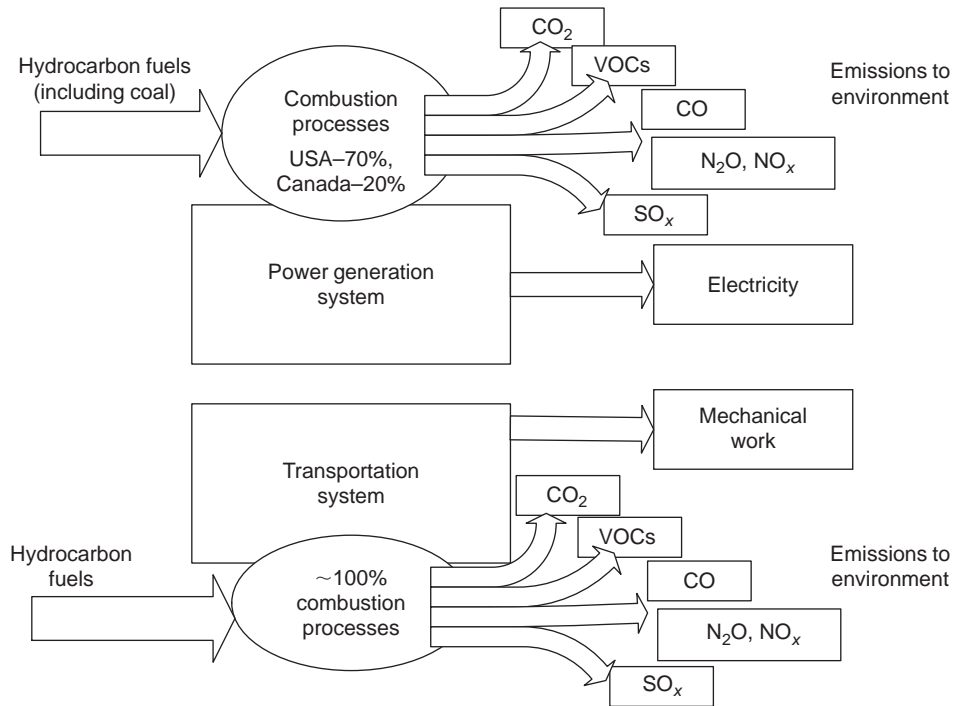 CO₂
VOCs
CO
N₂O, NOₓ
SOₓ
Hydrocarbon fuels
(including coal)
Combustion
processes
USA–70%,
Canada–20%
Emissions to
environment
Power generation
system
Electricity
Transportation
system
Mechanical
work
CO₂
VOCs
CO
N₂O, NOₓ
SOₓ
Hydrocarbon
fuels
~100%
combustion
processes
Emissions to
environment